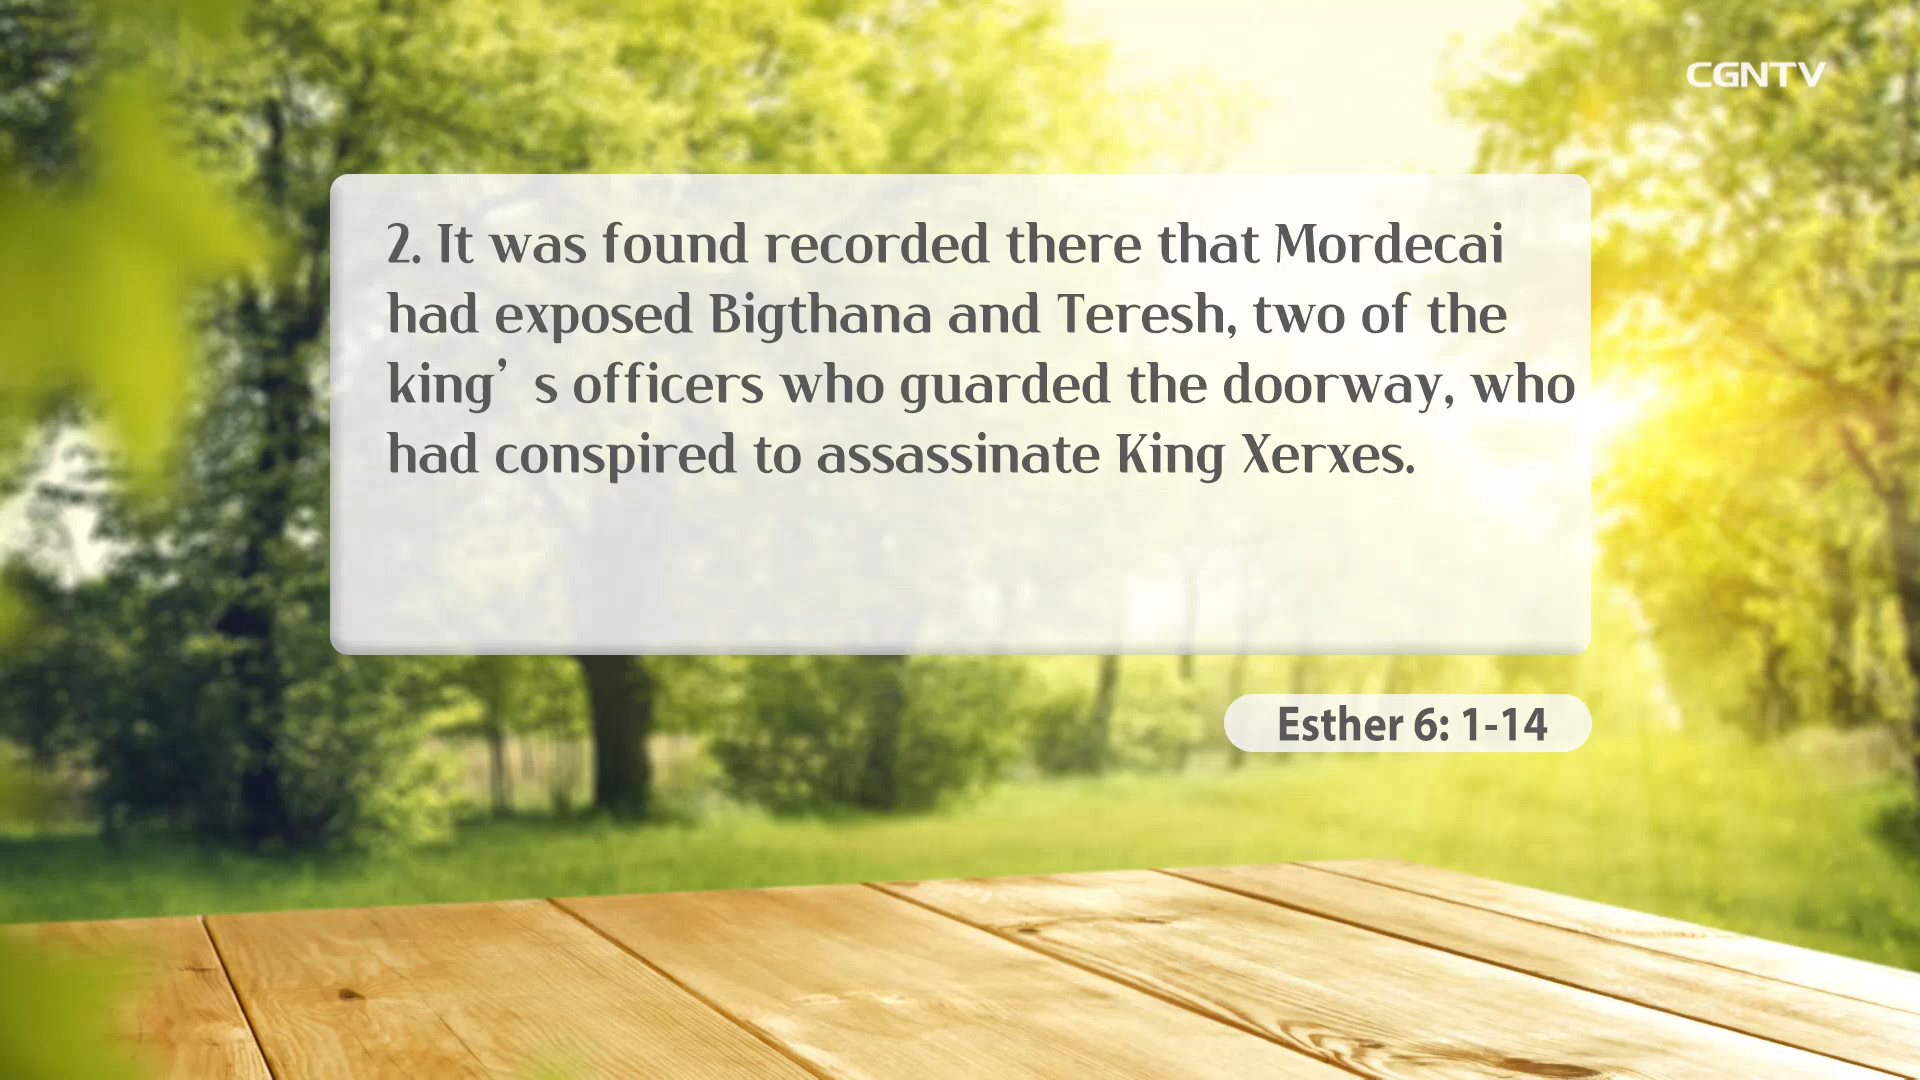 CGNTV
2. It was found recorded there that Mordecai
had exposed Bigthana and Teresh, two of the
king’ s officers who guarded the doorway, who
had conspired to assassinate King Xerxes.
Esther 6: 1-14